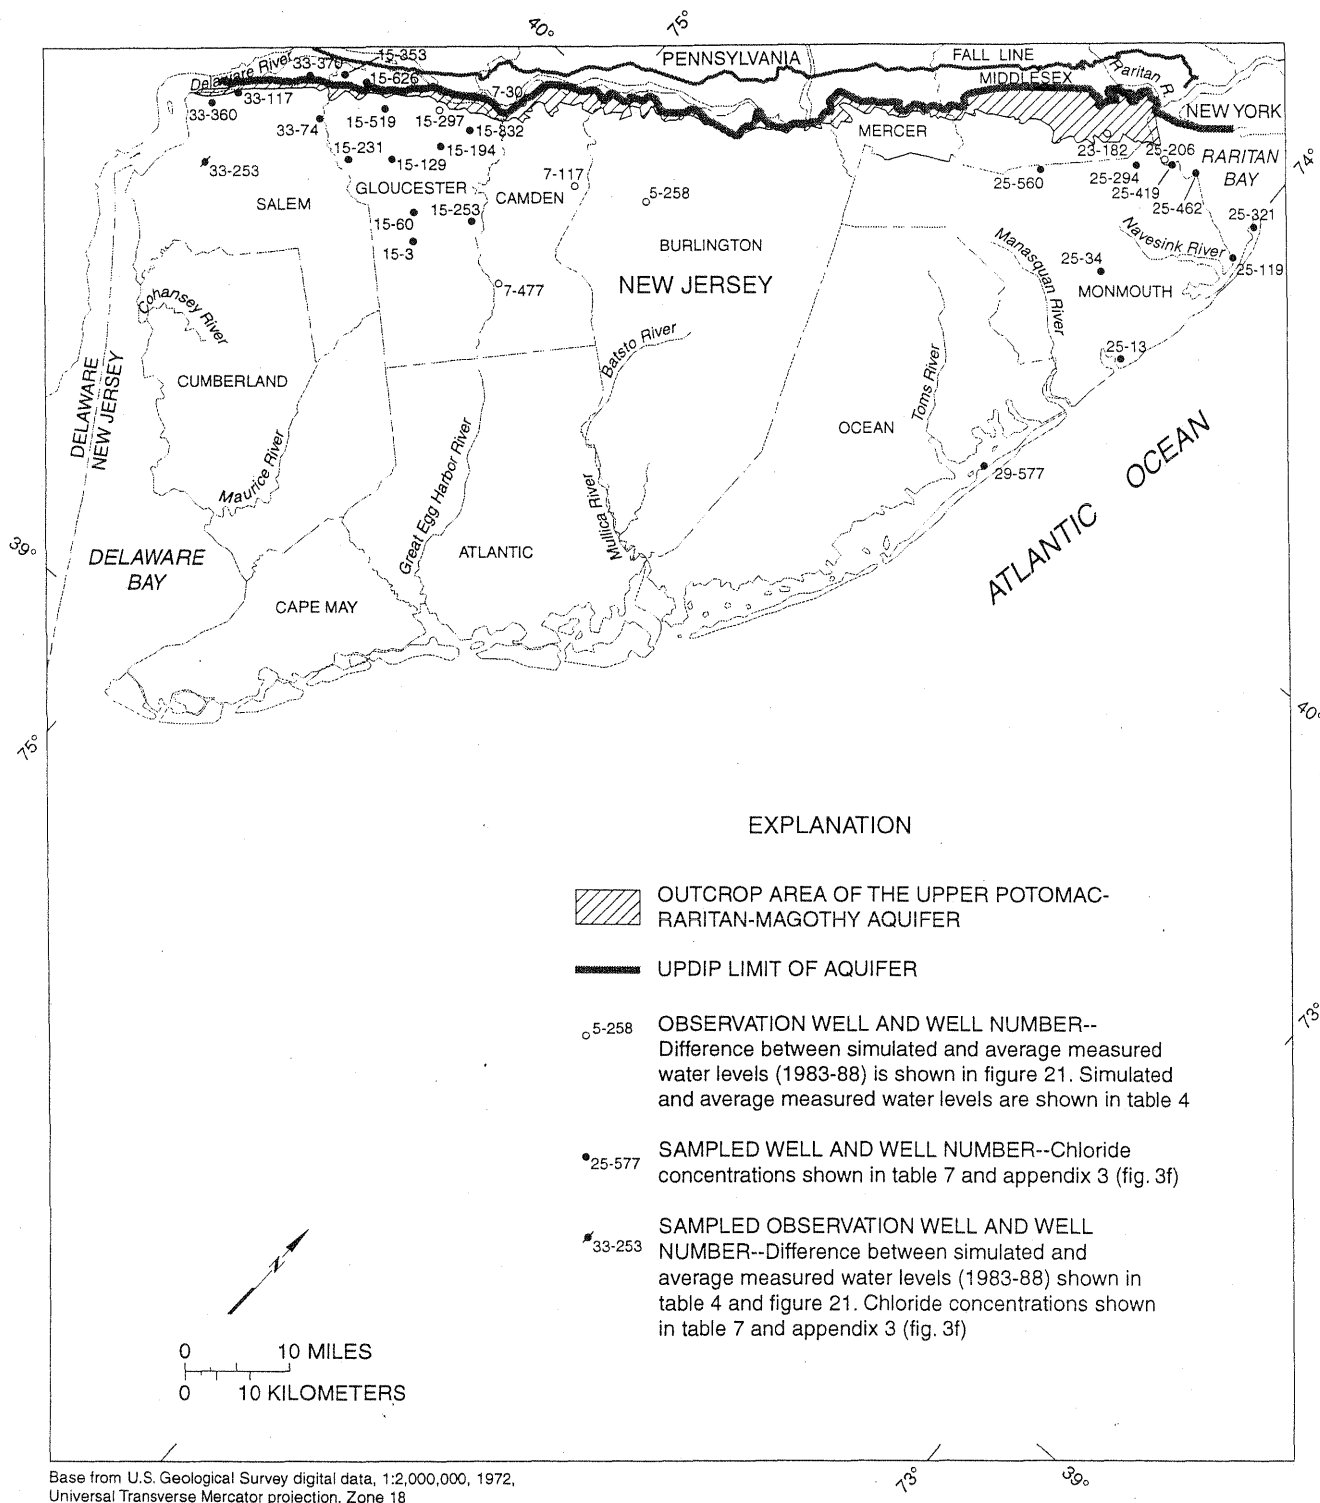 40°
75°
PENNSYLVANIA
FALL LINE
Delaware River
33-370
15-353
15-626
7-30
MIDDLESEX
Raritan R.
NEW YORK
33-360
33-117
33-74
15-519
15-297
15-832
MERCER
23-182
25-206
RARITAN
BAY
74°
33-253
15-231
15-129
15-194
7-117
5-258
25-560
25-294
25-419
25-462
25-321
SALEM
GLOUCESTER
CAMDEN
15-60
15-253
15-3
BURLINGTON
NEW JERSEY
Manasquan River
Navesink River
25-34
25-119
MONMOUTH
7-477
Cohansey River
CUMBERLAND
Batsto River
Toms River
25-13
DELAWARE
NEW JERSEY
Maurice River
Great Egg Harbor River
Mullica River
OCEAN
29-577
ATLANTIC OCEAN
39°
DELAWARE
BAY
ATLANTIC
CAPE MAY
75°
40°
EXPLANATION
OUTCROP AREA OF THE UPPER POTOMAC-
RARITAN-MAGOTHY AQUIFER
UPDIP LIMIT OF AQUIFER
5-258
OBSERVATION WELL AND WELL NUMBER--
Difference between simulated and average measured
water levels (1983-88) is shown in figure 21. Simulated
and average measured water levels are shown in table 4
73°
25-577
SAMPLED WELL AND WELL NUMBER--Chloride
concentrations shown in table 7 and appendix 3 (fig. 3f)
33-253
SAMPLED OBSERVATION WELL AND WELL
NUMBER--Difference between simulated and
average measured water levels (1983-88) shown in
table 4 and figure 21. Chloride concentrations shown
in table 7 and appendix 3 (fig. 3f)
N
0 10 MILES
0 10 KILOMETERS
73°
39°
Base from U.S. Geological Survey digital data, 1:2,000,000, 1972,
Universal Transverse Mercator projection, Zone 18